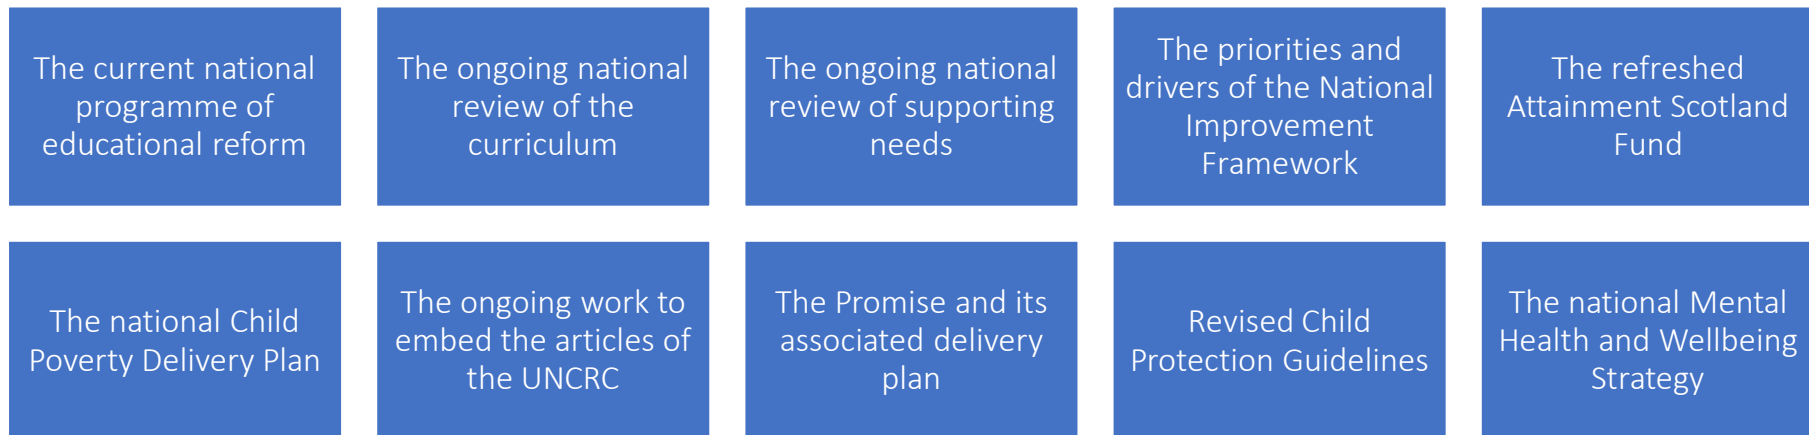 The current national
programme of
educational reform
The ongoing national
review of the
curriculum
The ongoing national
review of supporting
needs
The priorities and
drivers of the National
Improvement
Framework
The refreshed
Attainment Scotland
Fund
The national Child
Poverty Delivery Plan
The ongoing work to
embed the articles of
the UNCRC
The Promise and its
associated delivery
plan
Revised Child
Protection Guidelines
The national Mental
Health and Wellbeing
Strategy